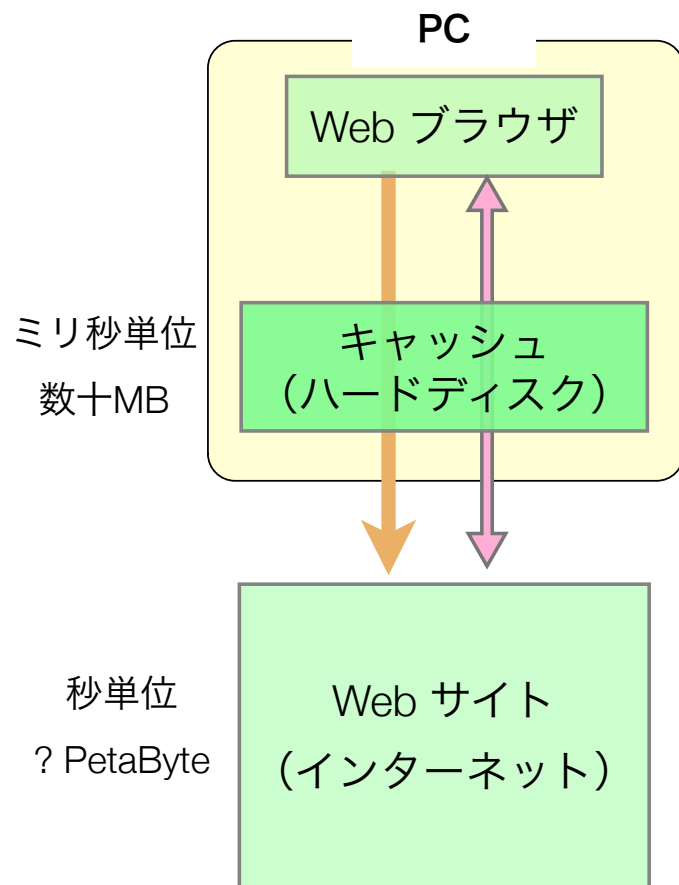 PC
Web ブラウザ
ミリ秒単位
数十MB
キャッシュ
（ハードディスク）
秒単位
? PetaByte
Web サイト
（インターネット）